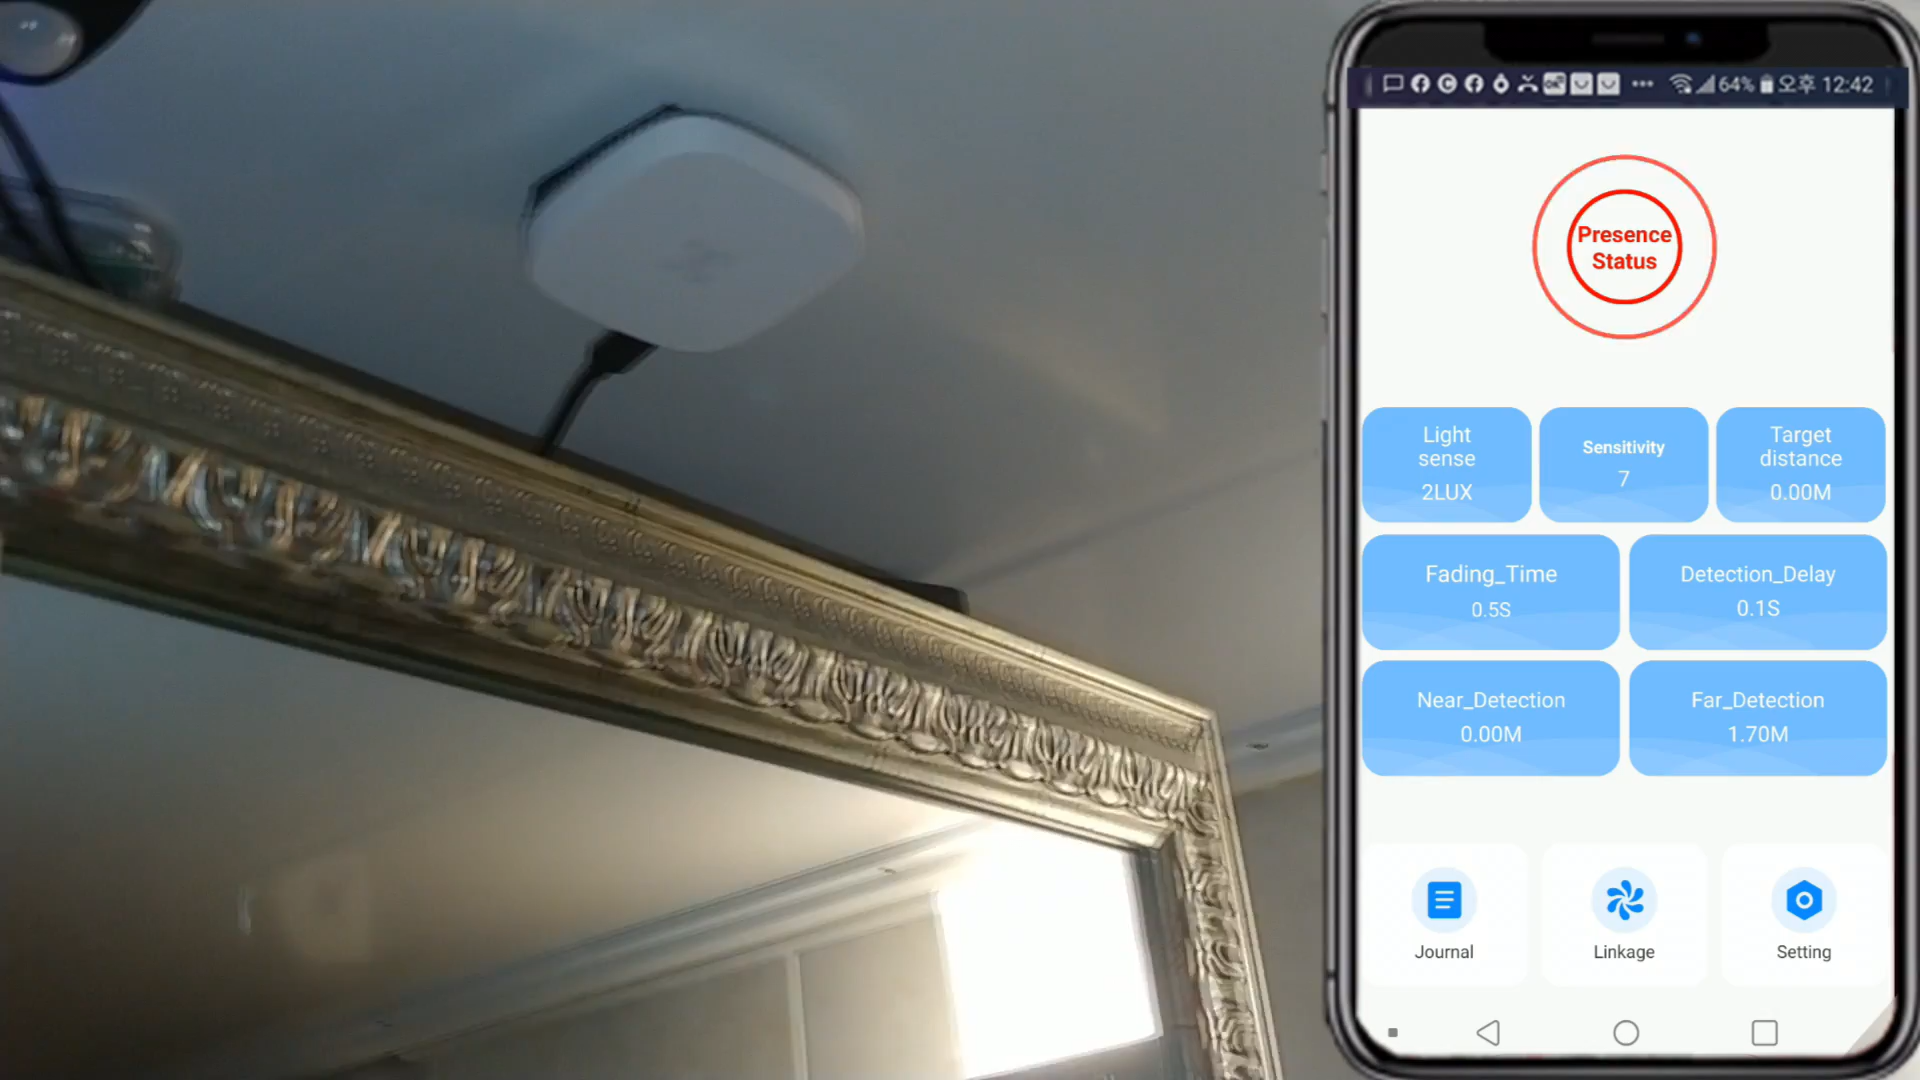 64% 오후 12:42
Presence
Status
Light
sense
2LUX
Sensitivity
7
Target
distance
0.00M
Fading_Time
0.5S
Detection_Delay
0.1S
Near_Detection
0.00M
Far_Detection
1.70M
Journal
Linkage
Setting